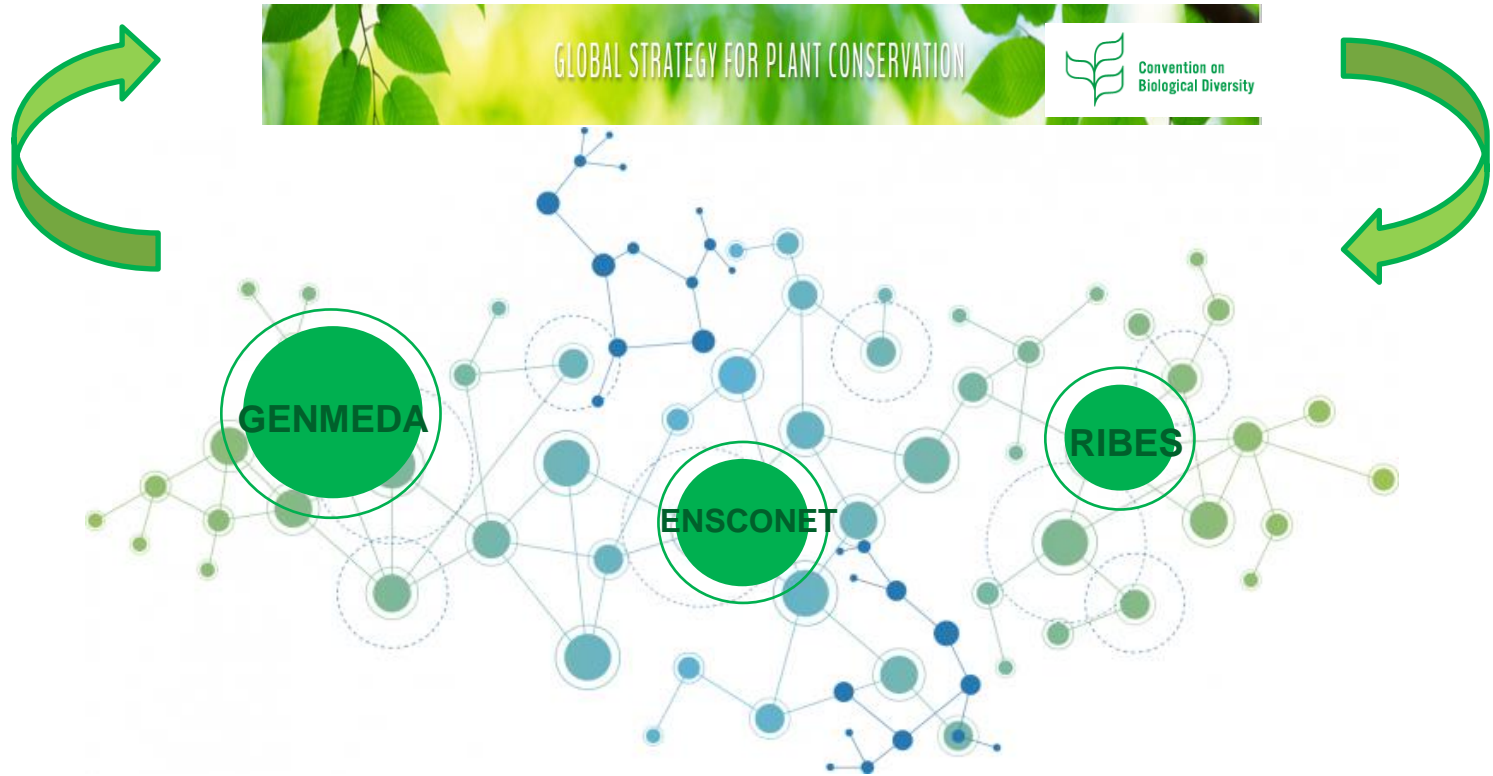 GLOBAL STRATEGY FOR PLANT CONSERVATION
Convention on
Biological Diversity
GENMEDA
RIBES
ENSCONET